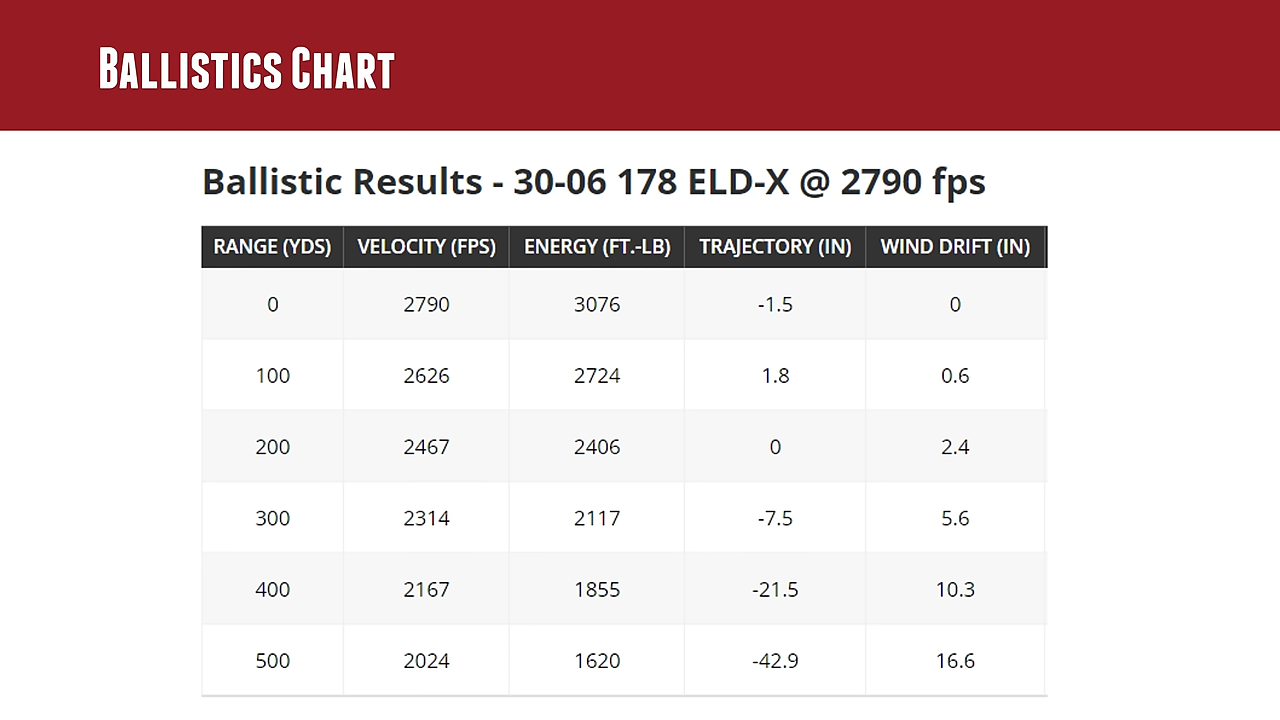 BALLISTICS CHART
Ballistic Results - 30-06 178 ELD-X @ 2790 fps
RANGE (YDS) VELOCITY (FPS) ENERGY (FT.-LB) TRAJECTORY (IN) WIND DRIFT (IN)
0 2790 3076 -1.5 0
100 2626 2724 1.8 0.6
200 2467 2406 0 2.4
300 2314 2117 -7.5 5.6
400 2167 1855 -21.5 10.3
500 2024 1620 -42.9 16.6